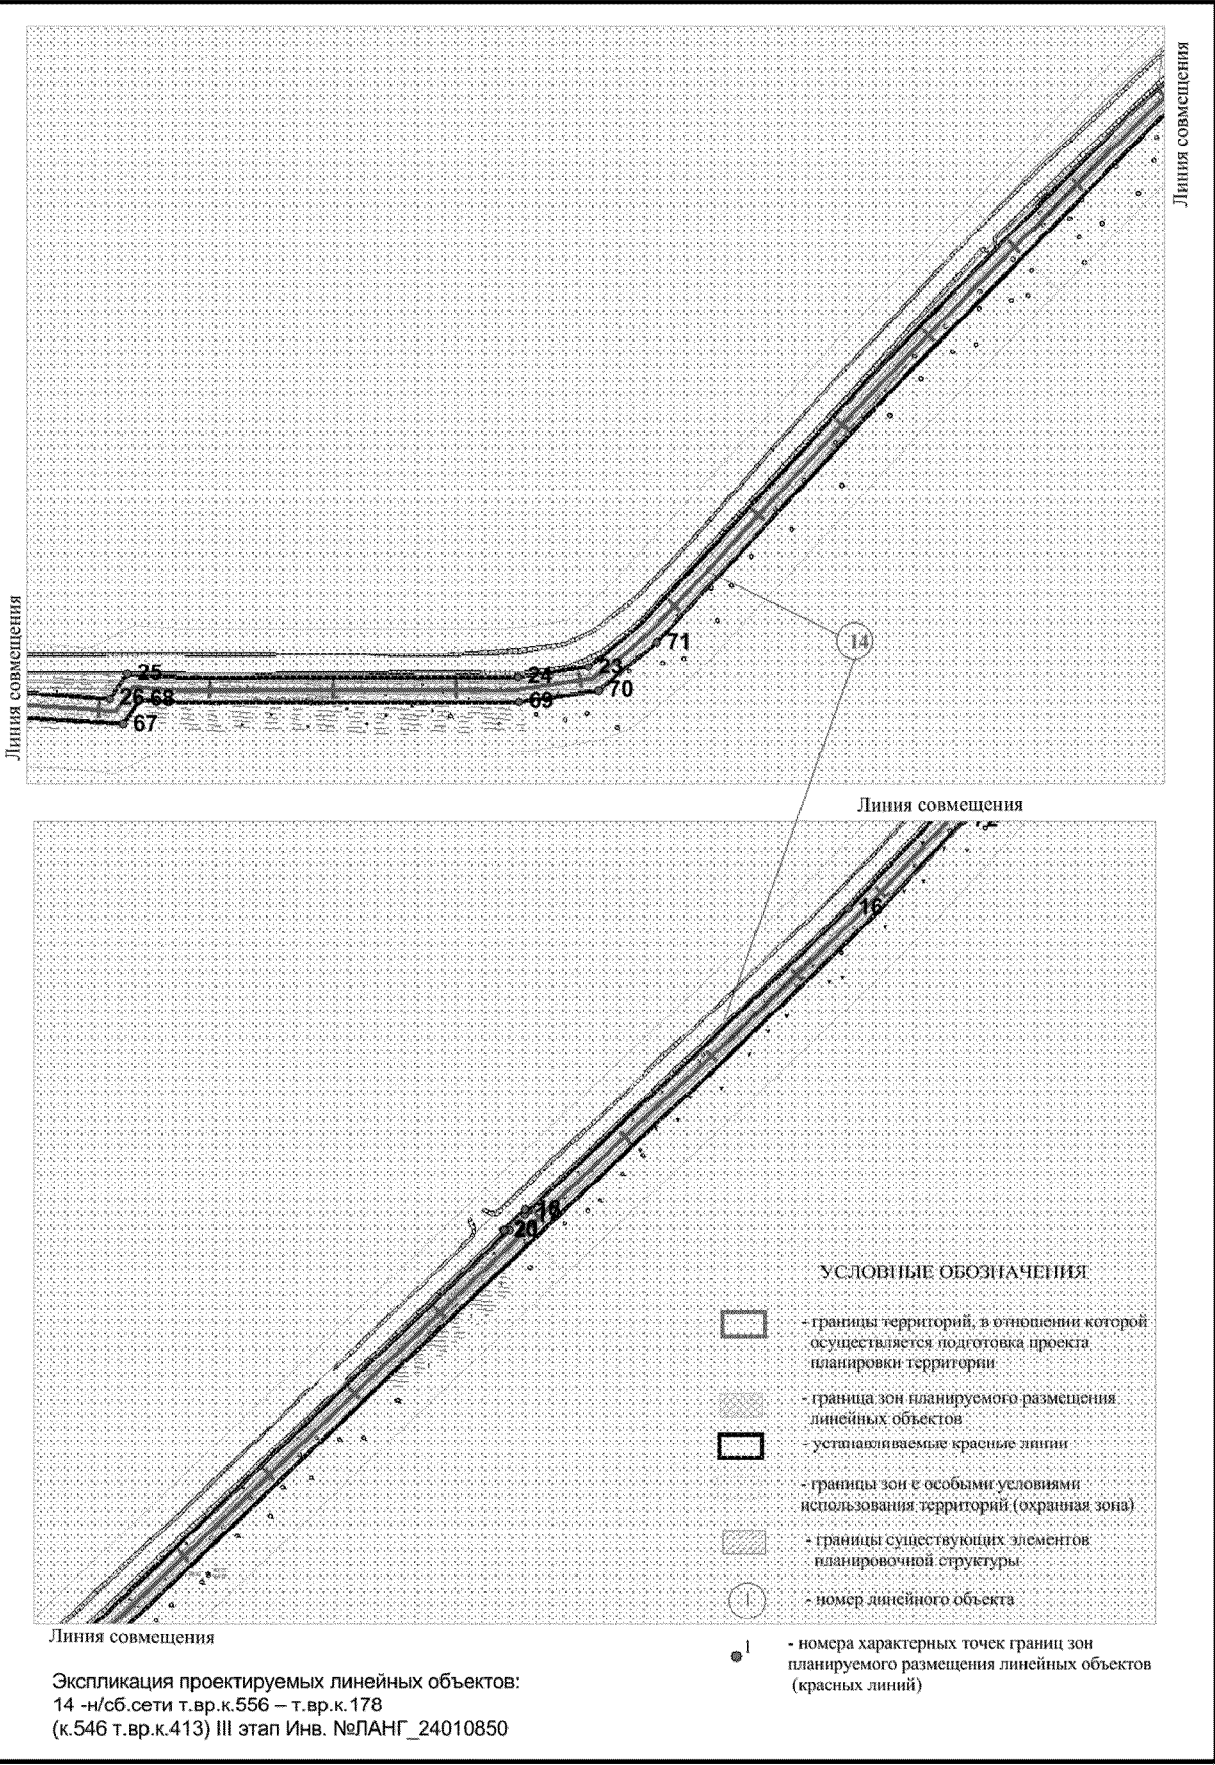 Линия совмещения
71
25
24
23
26
68
69
70
67
14
Линия совмещения
Линия совмещения
16
19
20
УСЛОВНЫЕ ОБОЗНАЧЕНИЯ
- границы территорий, в отношении которой
осуществляется подготовка проекта
планировки территории
- граница зон планируемого размещения
линейных объектов
- устанавливаемые красные линии
- границы зон с особыми условиями
использования территорий (охранная зона)
- границы существующих элементов
планировочной структуры
1
- номер линейного объекта
Линия совмещения
1
- номера характерных точек границ зон
планируемого размещения линейных объектов
(красных линий)
Экспликация проектируемых линейных объектов:
14 -н/сб.сети т.вр.к.556 – т.вр.к.178
(к.546 т.вр.к.413) III этап Инв. №ЛАНГ_24010850